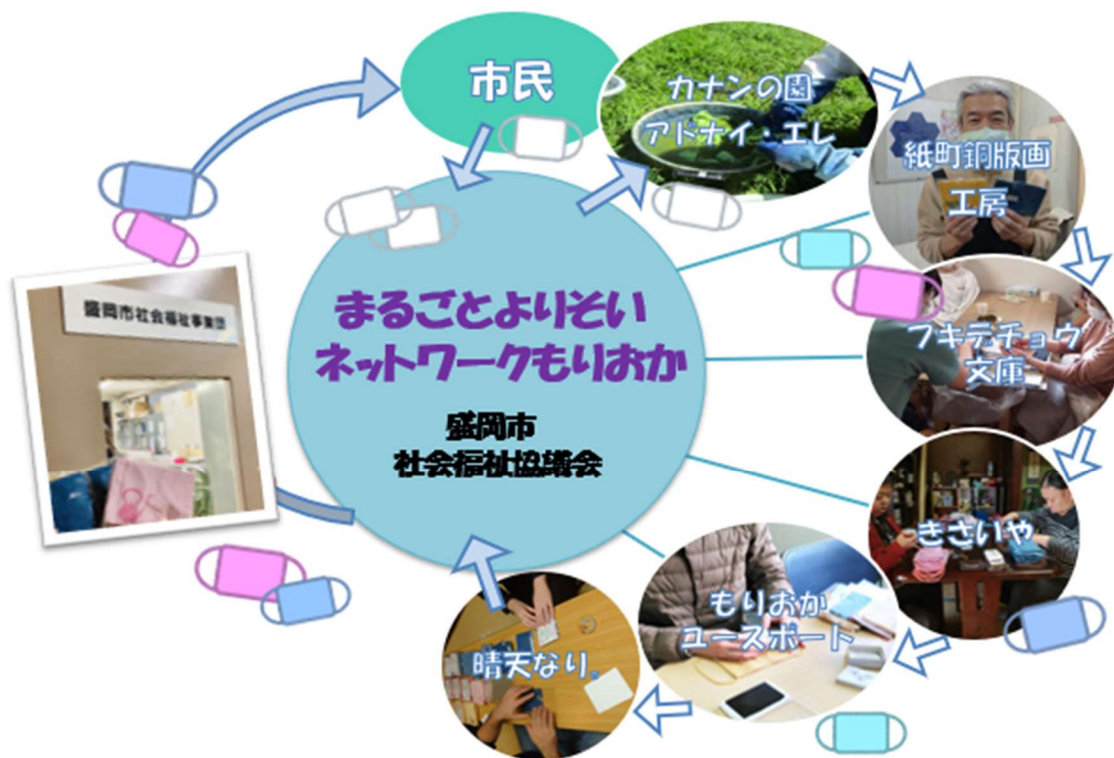 市民
カナンの園
アドナイ・エレ
紙町銅版画
工房
盛岡市社会福祉事業団
まるごとよりそい
ネットワークもりおか
盛岡市
社会福祉協議会
フキデチョウ
文庫
きさいや
もりおか
ユースポート
晴天なり。